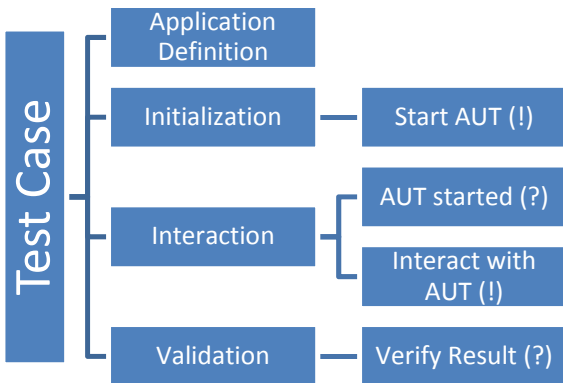 Test Case
Application
Definition
Initialization
Start AUT (!)
Interaction
AUT started (?)
Interact with
AUT (!)
Validation
Verify Result (?)